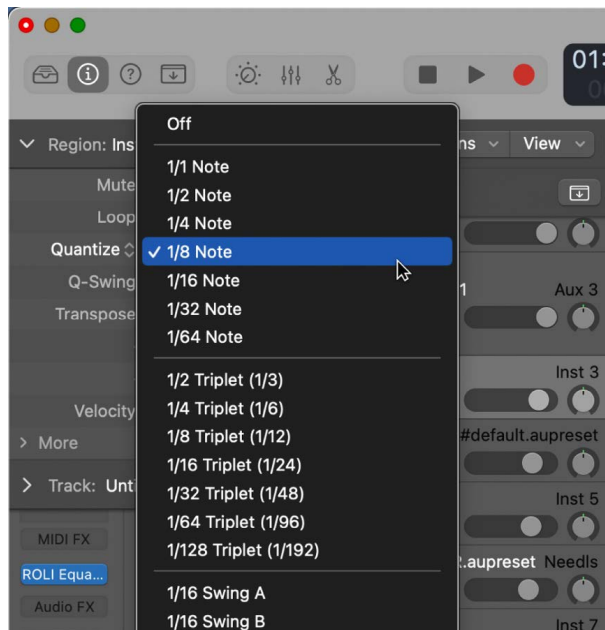 01:
Off
Region: Ins
ns
View
1/1 Note
Mute
1/2 Note
Loop
1/4 Note
Quantize
✓ 1/8 Note
Q-Swing
1/16 Note
1
Aux 3
1/32 Note
Transpose
1/64 Note
Inst 3
1/2 Triplet (1/3)
Velocity
1/4 Triplet (1/6)
> More
1/8 Triplet (1/12)
#default.aupreset
1/16 Triplet (1/24)
Track: Unt
1/32 Triplet (1/48)
Inst 5
1/64 Triplet (1/96)
MIDI FX
1/128 Triplet (1/192)
.aupreset
Needls
ROLI Equa...
1/16 Swing A
Audio FX
1/16 Swing B
Inst 7